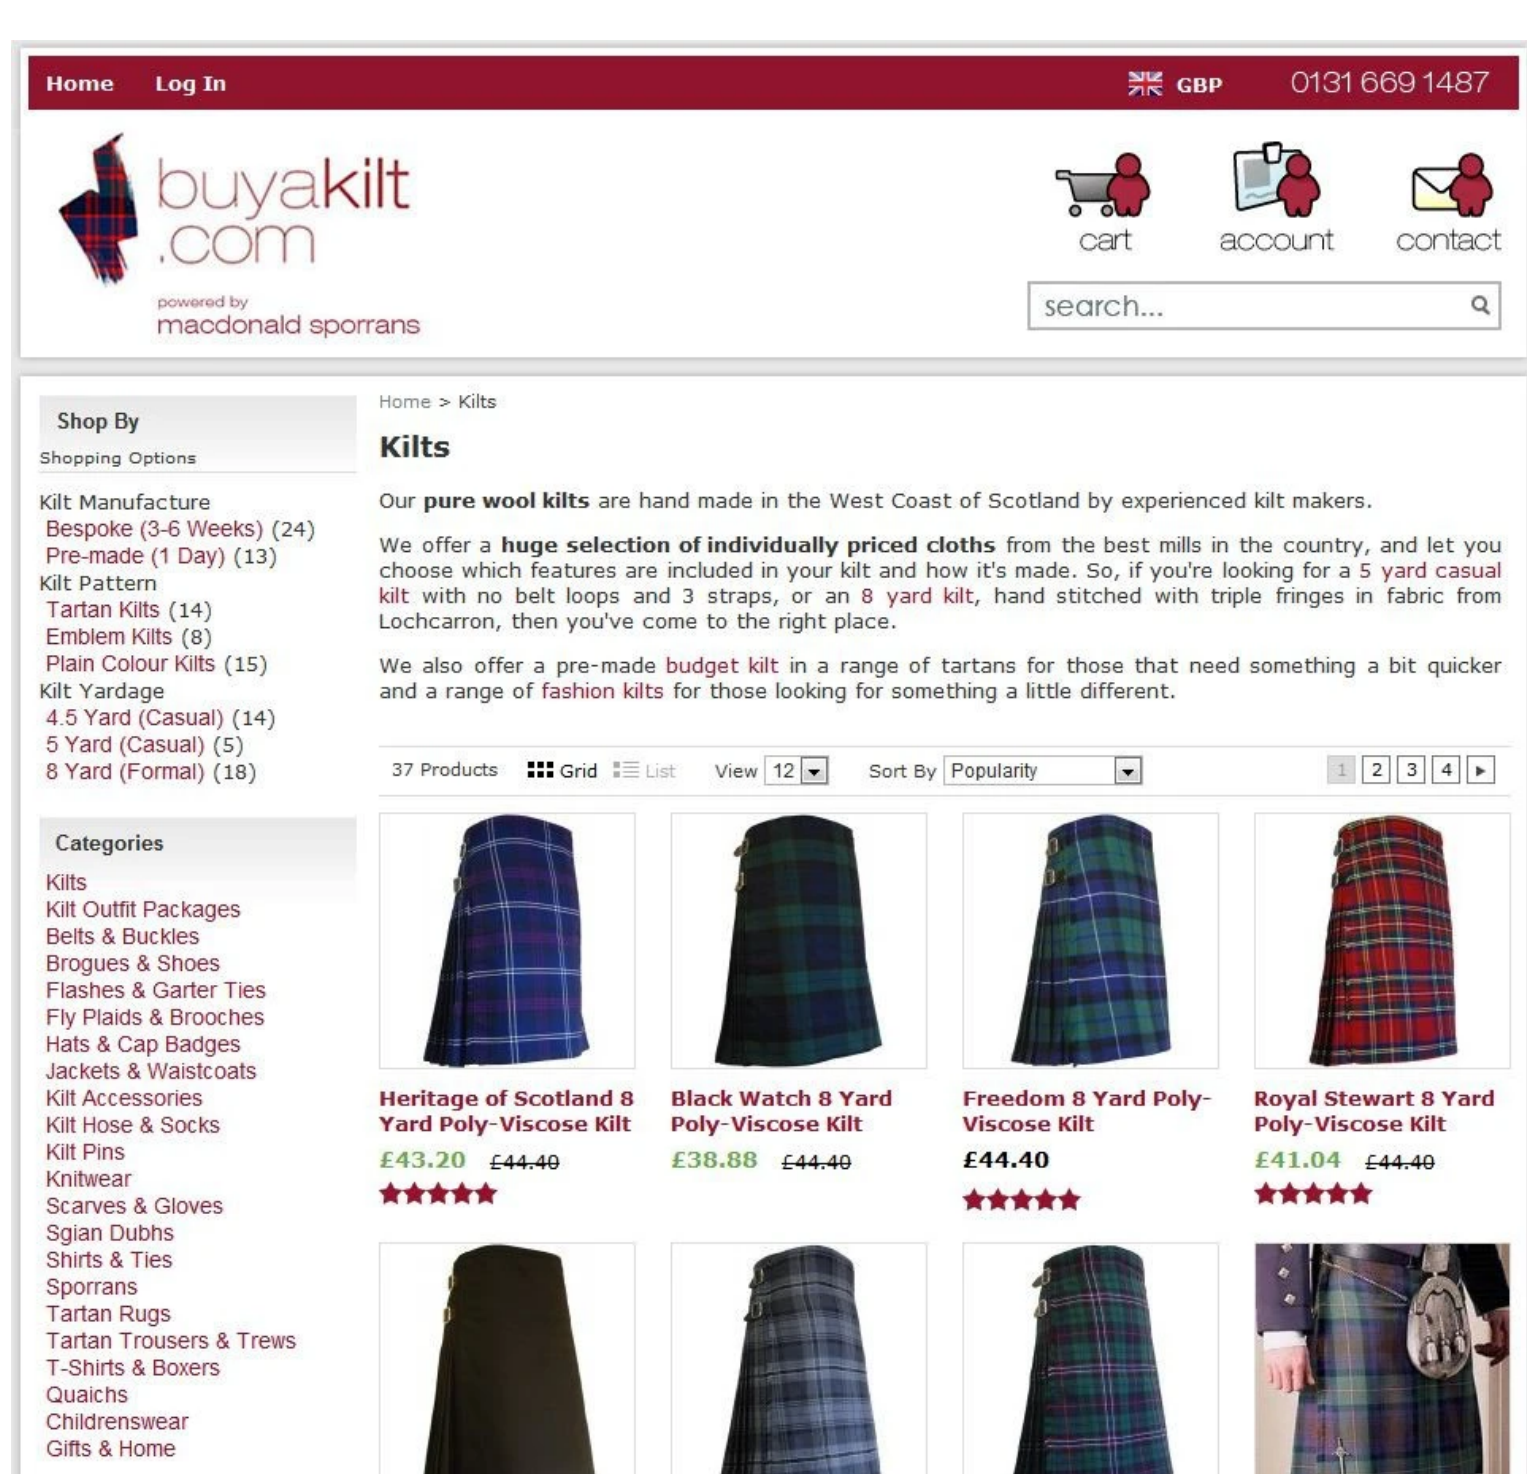 Home Log In GBP 0131 669 1487
buyakilt
.com
powered by
macdonald sporrans
cart account contact
search...
Shop By
Shopping Options
Kilt Manufacture
Bespoke (3-6 Weeks) (24)
Pre-made (1 Day) (13)
Kilt Pattern
Tartan Kilts (14)
Emblem Kilts (8)
Plain Colour Kilts (15)
Kilt Yardage
4.5 Yard (Casual) (14)
5 Yard (Casual) (5)
8 Yard (Formal) (18)
Categories
Kilts
Kilt Outfit Packages
Belts & Buckles
Brogues & Shoes
Flashes & Garter Ties
Fly Plaids & Brooches
Hats & Cap Badges
Jackets & Waistcoats
Kilt Accessories
Kilt Hose & Socks
Kilt Pins
Knitwear
Scarves & Gloves
Sgian Dubhs
Shirts & Ties
Sporrans
Tartan Rugs
Tartan Trousers & Trews
T-Shirts & Boxers
Quaichs
Childrenswear
Gifts & Home
Home > Kilts
Kilts
Our pure wool kilts are hand made in the West Coast of Scotland by experienced kilt makers.
We offer a huge selection of individually priced cloths from the best mills in the country, and let you
choose which features are included in your kilt and how it's made. So, if you're looking for a 5 yard casual
kilt with no belt loops and 3 straps, or an 8 yard kilt, hand stitched with triple fringes in fabric from
Lochcarron, then you've come to the right place.
We also offer a pre-made budget kilt in a range of tartans for those that need something a bit quicker
and a range of fashion kilts for those looking for something a little different.
37 Products Grid List View 12 Sort By Popularity 1 2 3 4
Heritage of Scotland 8
Yard Poly-Viscose Kilt
£43.20 £44.40
Black Watch 8 Yard
Poly-Viscose Kilt
£38.88 £44.40
Freedom 8 Yard Poly-
Viscose Kilt
£44.40
Royal Stewart 8 Yard
Poly-Viscose Kilt
£41.04 £44.40